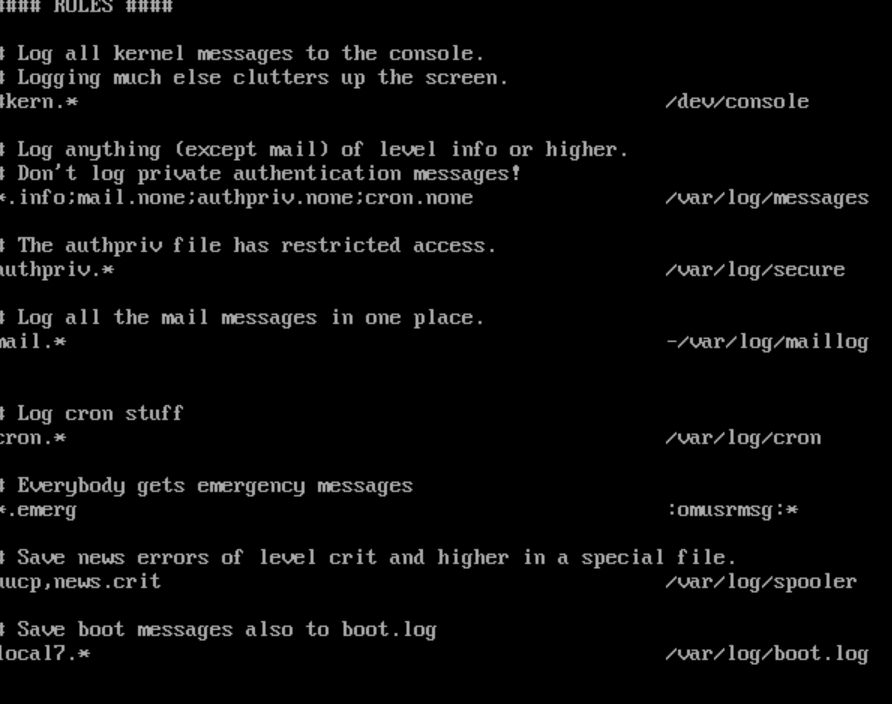 #### RULES ####
# Log all kernel messages to the console.
# Logging much else clutters up the screen.
#kern.* /dev/console
# Log anything (except mail) of level info or higher.
# Don't log private authentication messages!
*.info;mail.none;authpriv.none;cron.none /var/log/messages
# The authpriv file has restricted access.
authpriv.* /var/log/secure
# Log all the mail messages in one place.
mail.* -/var/log/maillog
# Log cron stuff
cron.* /var/log/cron
# Everybody gets emergency messages
*.emerg :omusrmsg:*
# Save news errors of level crit and higher in a special file.
uucp,news.crit /var/log/spooler
# Save boot messages also to boot.log
local7.* /var/log/boot.log